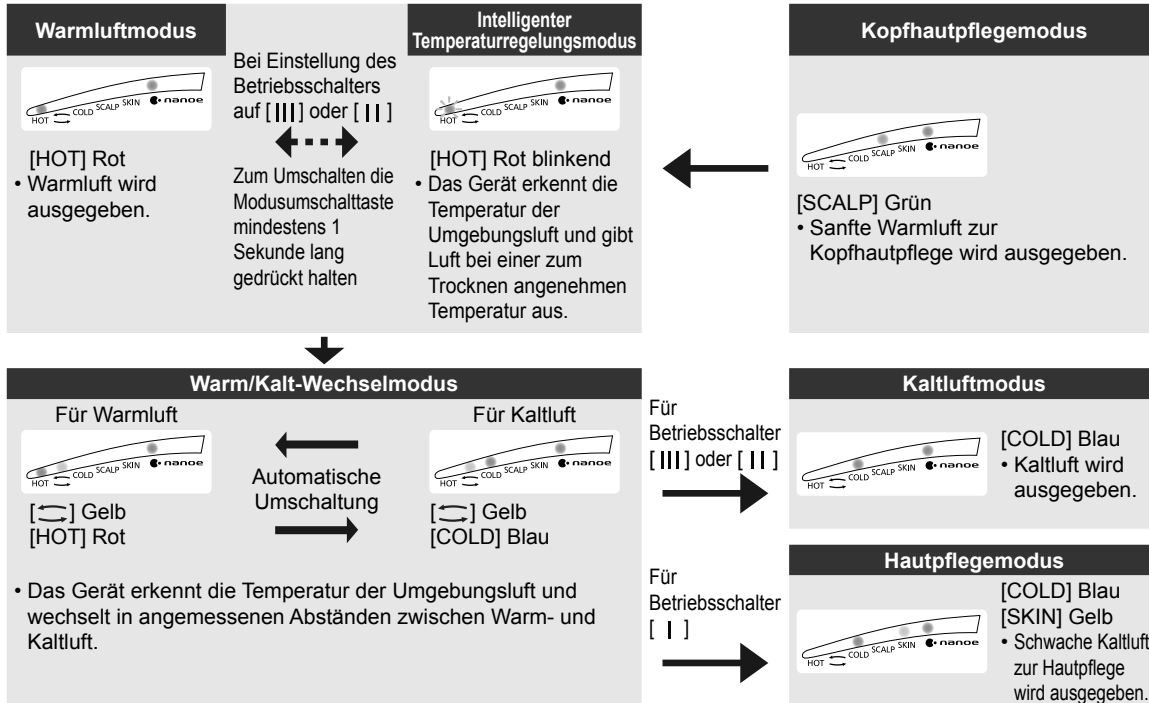 Warmluftmodus
HOT COLD SCALP SKIN nanoe
[HOT] Rot
• Warmluft wird
ausgegeben.
Bei Einstellung des
Betriebsschalters
auf [ ||| ] oder [ || ]
Zum Umschalten die
Modusumschalttaste
mindestens 1
Sekunde lang
gedrückt halten
Intelligenter
Temperaturregelungsmodus
HOT COLD SCALP SKIN nanoe
[HOT] Rot blinkend
• Das Gerät erkennt die
Temperatur der
Umgebungsluft und gibt
Luft bei einer zum
Trocknen angenehmen
Temperatur aus.
Kopfhautpflegemodus
HOT COLD SCALP SKIN nanoe
[SCALP] Grün
• Sanfte Warmluft zur
Kopfhautpflege wird ausgegeben.
Warm/Kalt-Wechselmodus
Für Warmluft
HOT COLD SCALP SKIN nanoe
[⮂] Gelb
[HOT] Rot
Automatische
Umschaltung
Für Kaltluft
HOT COLD SCALP SKIN nanoe
[⮂] Gelb
[COLD] Blau
• Das Gerät erkennt die Temperatur der Umgebungsluft und
wechselt in angemessenen Abständen zwischen Warm- und
Kaltluft.
Für
Betriebsschalter
[ ||| ] oder [ || ]
Kaltluftmodus
HOT COLD SCALP SKIN nanoe
[COLD] Blau
• Kaltluft wird
ausgegeben.
Für
Betriebsschalter
[ | ]
Hautpflegemodus
HOT COLD SCALP SKIN nanoe
[COLD] Blau
[SKIN] Gelb
• Schwache Kaltluft
zur Hautpflege
wird ausgegeben.